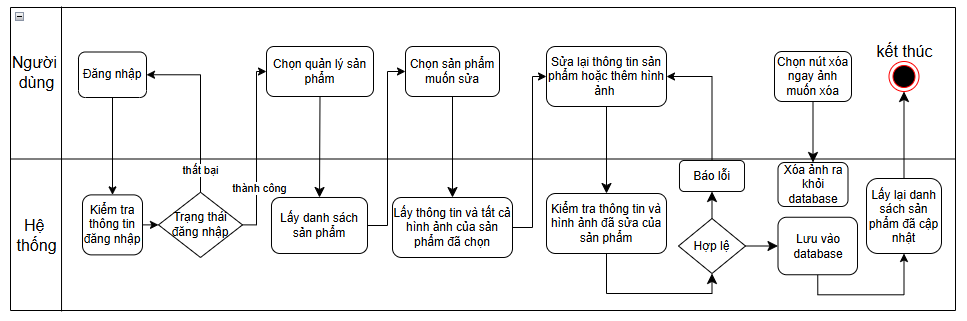 Người
dùng
Đăng nhập
Chọn quản lý sản
phẩm
Chọn sản phẩm
muốn sửa
Sửa lại thông tin sản
phẩm hoặc thêm hình
ảnh
Chọn nút xóa
ngay ảnh
muốn xóa
kết thúc
thất bại
thành công
Hệ
thống
Kiểm tra
thông tin
đăng nhập
Trạng thái
đăng nhập
Lấy danh sách
sản phẩm
Lấy thông tin và tất cả
hình ảnh của sản
phẩm đã chọn
Kiểm tra thông tin và
hình ảnh đã sửa của
sản phẩm
Báo lỗi
Hợp lệ
Xóa ảnh ra
khỏi
database
Lưu vào
database
Lấy lại danh
sách sản
phẩm đã cập
nhật